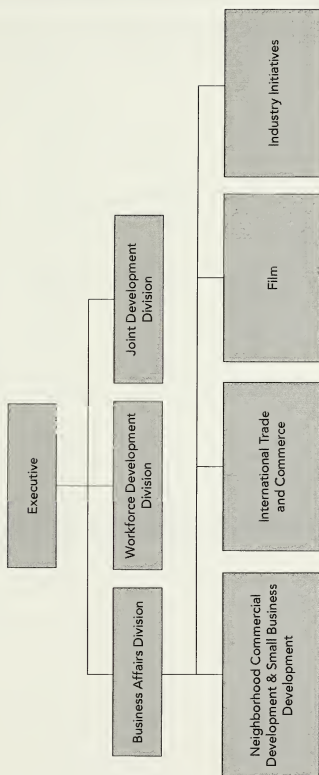 Executive
Business Affairs Division
Workforce Development
Division
Joint Development
Division
Neighborhood Commercial
Development & Small Business
Development
International Trade
and Commerce
Film
Industry Initiatives